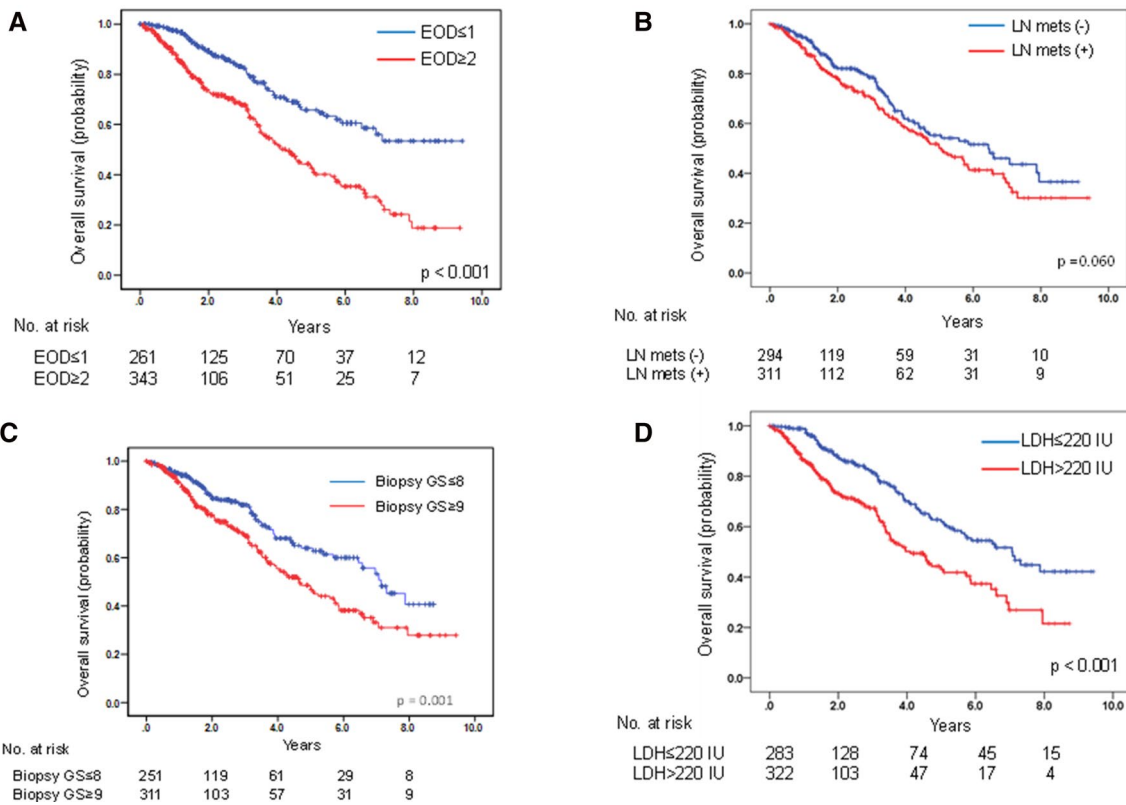 A
Overall survival (probability)
1.0
0.8
0.6
0.4
0.2
0.0
EOD≤1
EOD≥2
p < 0.001
.0 2.0 4.0 6.0 8.0 10.0
Years
No. at risk
EOD≤1 261 125 70 37 12
EOD≥2 343 106 51 25 7
B
Overall survival (probability)
1.0
0.8
0.6
0.4
0.2
0.0
LN mets (-)
LN mets (+)
p = 0.060
.0 2.0 4.0 6.0 8.0 10.0
Years
No. at risk
LN mets (-) 294 119 59 31 10
LN mets (+) 311 112 62 31 9
C
Overall survival (probability)
1.0
0.8
0.6
0.4
0.2
0.0
Biopsy GS≤8
Biopsy GS≥9
p = 0.001
.0 2.0 4.0 6.0 8.0 10.0
Years
No. at risk
Biopsy GS≤8 251 119 61 29 8
Biopsy GS≥9 311 103 57 31 9
D
Overall survival (probability)
1.0
0.8
0.6
0.4
0.2
0.0
LDH≤220 IU
LDH>220 IU
p < 0.001
.0 2.0 4.0 6.0 8.0 10.0
Years
No. at risk
LDH≤220 IU 283 128 74 45 15
LDH>220 IU 322 103 47 17 4